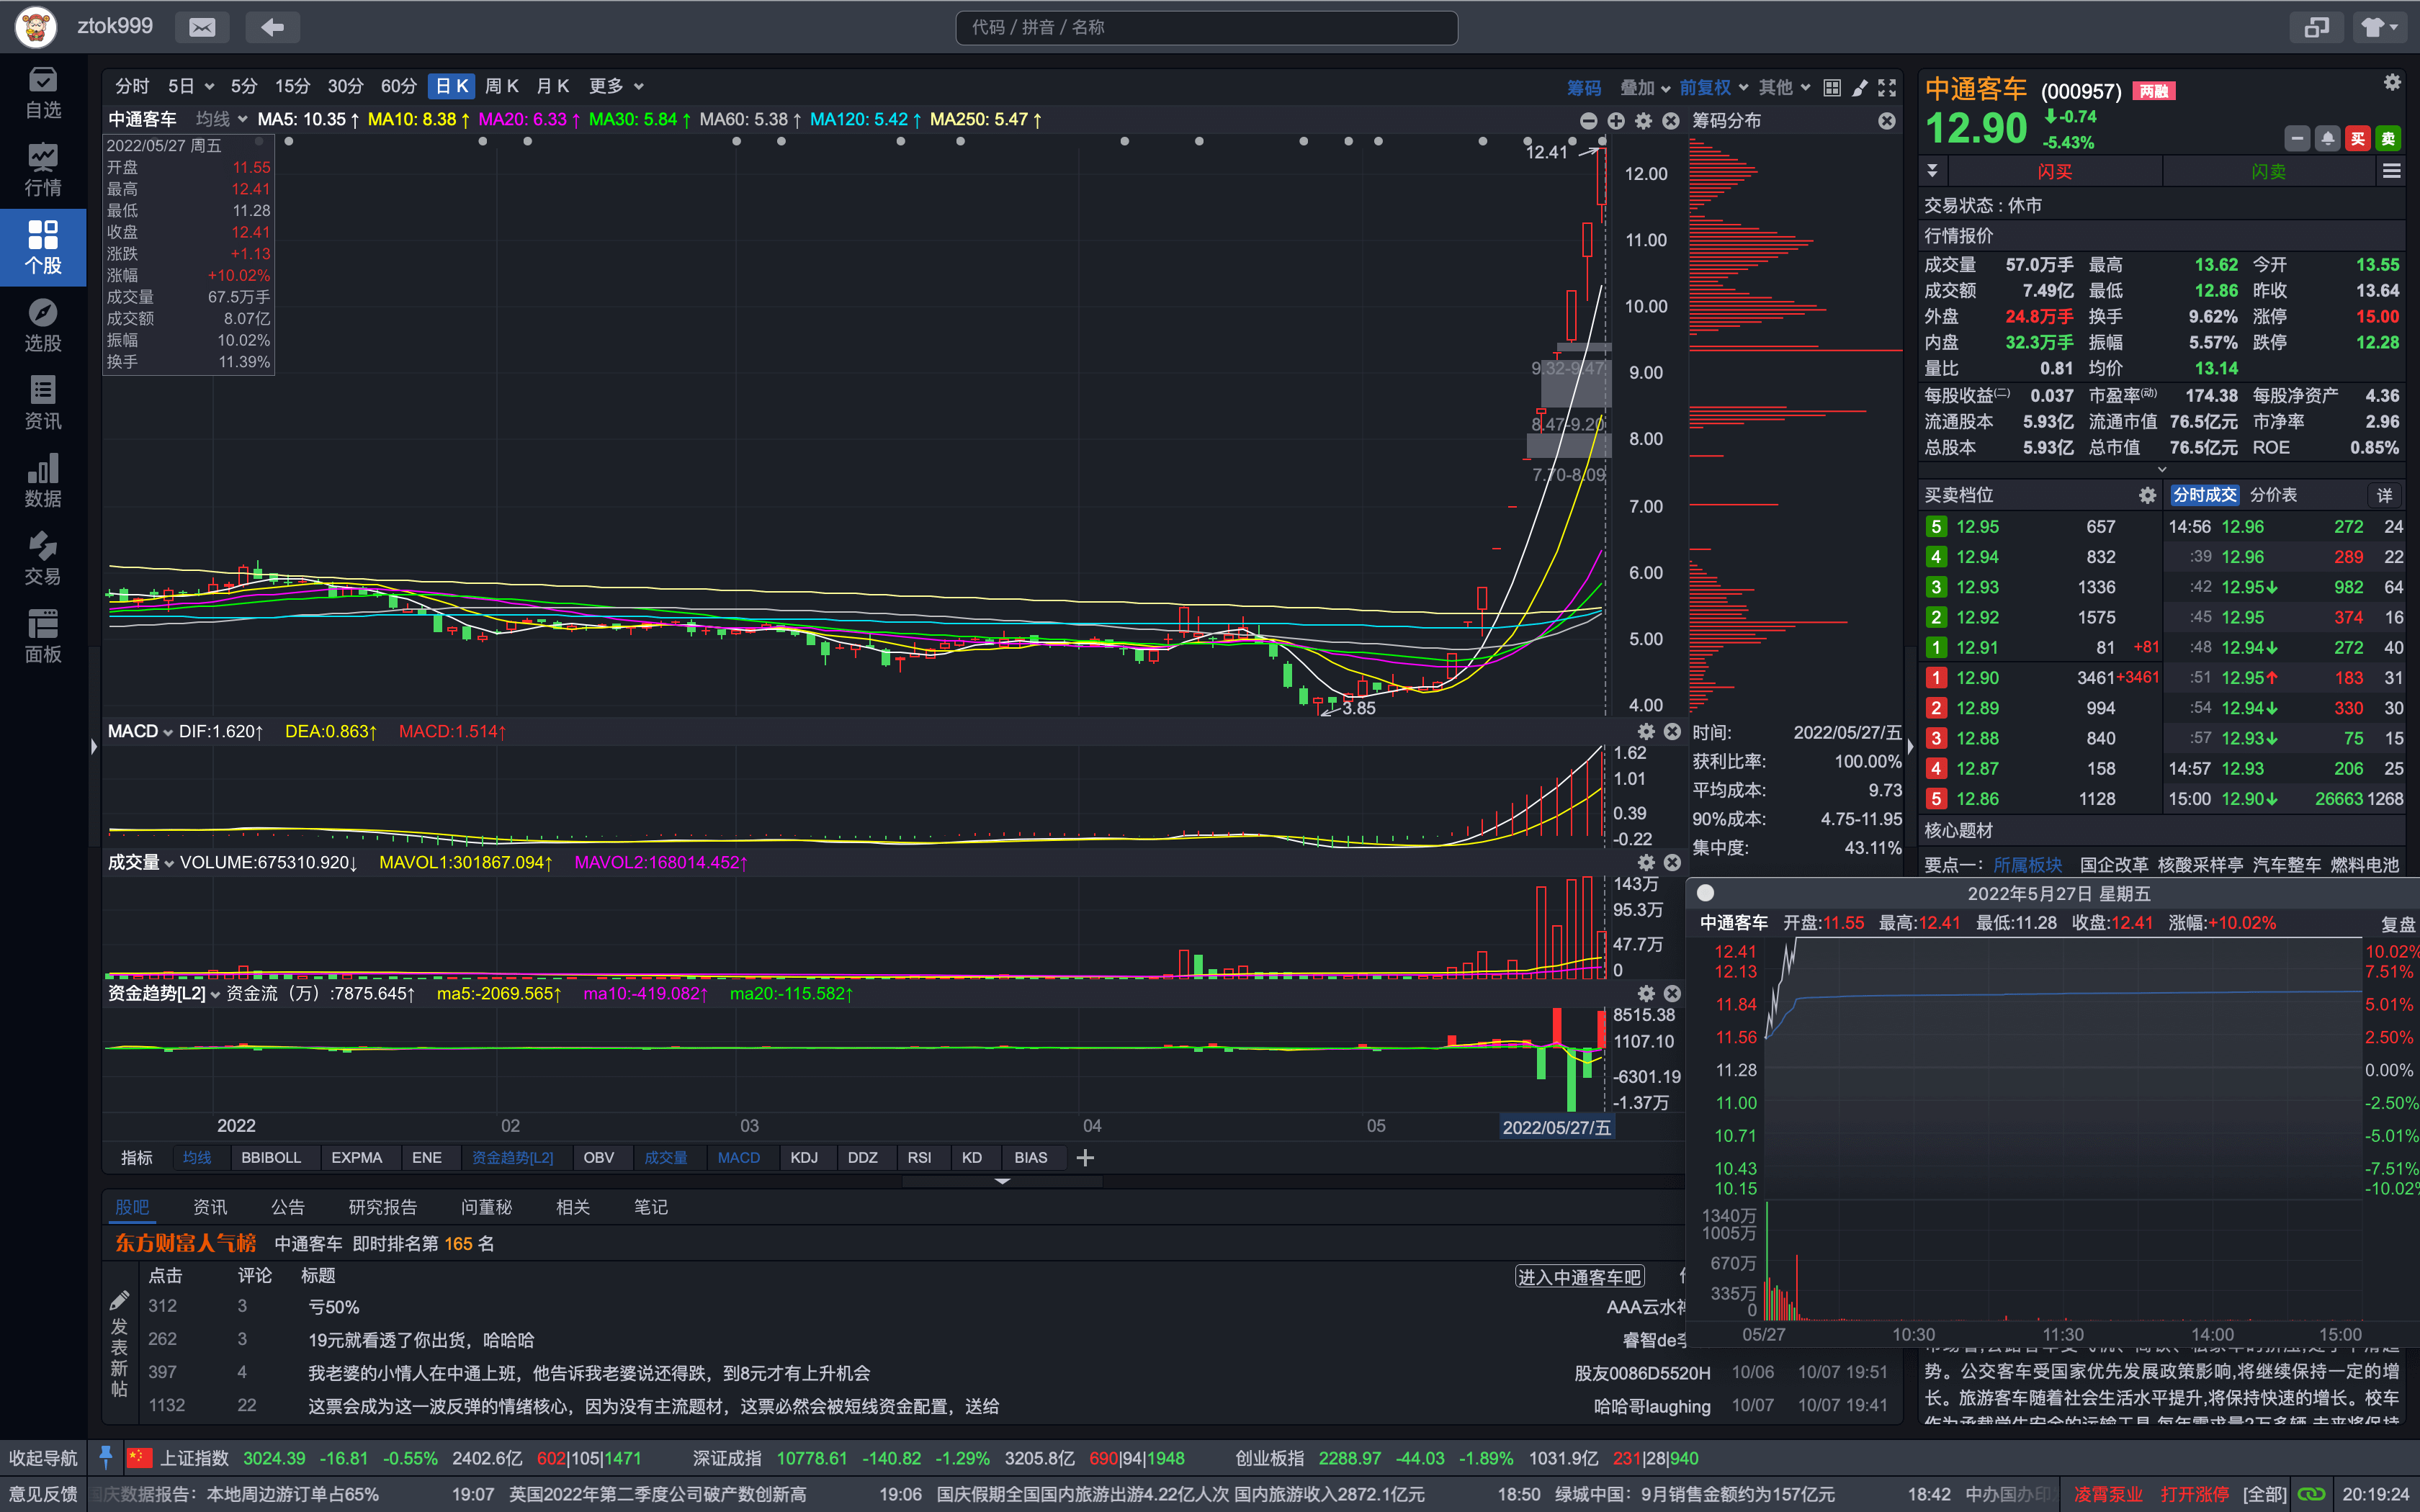 ztok999
代码 / 拼音 / 名称
自选
行情
个股
选股
资讯
数据
交易
面板
分时 5日 5分 15分 30分 60分 日K 周K 月K 更多 筹码 叠加 前复权 其他
中通客车 均线 MA5: 10.35↑ MA10: 8.38↑ MA20: 6.33↑ MA30: 5.84↑ MA60: 5.38↑ MA120: 5.42↑ MA250: 5.47↑
筹码分布
2022/05/27 周五
开盘 11.55
最高 12.41
最低 11.28
收盘 12.41
涨跌 +1.13
涨幅 +10.02%
成交量 67.5万手
成交额 8.07亿
振幅 10.02%
换手 11.39%
12.41
12.00
11.00
10.00
9.00
8.00
7.00
6.00
5.00
4.00
9.32-9.47
8.47-9.20
7.70-8.09
3.85
MACD DIF:1.620↑ DEA:0.863↑ MACD:1.514↑
1.62
1.01
0.39
-0.22
时间: 2022/05/27/五
获利比率: 100.00%
平均成本: 9.73
90%成本: 4.75-11.95
集中度: 43.11%
成交量 VOLUME:675310.920↓ MAVOL1:301867.094↑ MAVOL2:168014.452↑
143万
95.3万
47.7万
0
资金趋势[L2] 资金流（万）:7875.645↑ ma5:-2069.565↑ ma10:-419.082↑ ma20:-115.582↑
8515.38
1107.10
-6301.19
-1.37万
2022 02 03 04 05 2022/05/27/五
指标 均线 BBIBOLL EXPMA ENE 资金趋势[L2] OBV 成交量 MACD KDJ DDZ RSI KD BIAS
股吧 资讯 公告 研究报告 问董秘 相关 笔记
东方财富人气榜 中通客车 即时排名第 165 名
发表新帖
点击 评论 标题 进入中通客车吧
312 3 亏50% AAA云水禅
262 3 19元就看透了你出货，哈哈哈 睿智de李
397 4 我老婆的小情人在中通上班，他告诉我老婆说还得跌，到8元才有上升机会 股友0086D5520H 10/06 10/07 19:51
1132 22 这票会成为这一波反弹的情绪核心，因为没有主流题材，这票必然会被短线资金配置，送给 哈哈哥laughing 10/07 10/07 19:41
中通客车 (000957) 两融
12.90 -0.74
-5.43%
买 卖
闪买 闪卖
交易状态 : 休市
行情报价
成交量 57.0万手 最高 13.62 今开 13.55
成交额 7.49亿 最低 12.86 昨收 13.64
外盘 24.8万手 换手 9.62% 涨停 15.00
内盘 32.3万手 振幅 5.57% 跌停 12.28
量比 0.81 均价 13.14
每股收益(二) 0.037 市盈率(动) 174.38 每股净资产 4.36
流通股本 5.93亿 流通市值 76.5亿元 市净率 2.96
总股本 5.93亿 总市值 76.5亿元 ROE 0.85%
买卖档位 分时成交 分价表 详
5 12.95 657 14:56 12.96 272 24
4 12.94 832 :39 12.96 289 22
3 12.93 1336 :42 12.95↓ 982 64
2 12.92 1575 :45 12.95 374 16
1 12.91 81 +81 :48 12.94↓ 272 40
1 12.90 3461 +3461 :51 12.95↑ 183 31
2 12.89 994 :54 12.94↓ 330 30
3 12.88 840 :57 12.93↓ 75 15
4 12.87 158 14:57 12.93 206 25
5 12.86 1128 15:00 12.90↓ 26663 1268
核心题材
要点一： 所属板块 国企改革 核酸采样亭 汽车整车 燃料电池
2022年5月27日 星期五
中通客车 开盘:11.55 最高:12.41 最低:11.28 收盘:12.41 涨幅:+10.02% 复盘
12.41 10.02%
12.13 7.51%
11.84 5.01%
11.56 2.50%
11.28 0.00%
11.00 -2.50%
10.71 -5.01%
10.43 -7.51%
10.15 -10.02%
1340万
1005万
670万
335万
0
05/27 10:30 11:30 14:00 15:00
势。公交客车受国家优先发展政策影响,将继续保持一定的增
长。旅游客车随着社会生活水平提升,将保持快速的增长。校车
作为承载学生安全的运输工具,每年需求量2万多辆,未来将保持
收起导航 上证指数 3024.39 -16.81 -0.55% 2402.6亿 602|105|1471 深证成指 10778.61 -140.82 -1.29% 3205.8亿 690|94|1948 创业板指 2288.97 -44.03 -1.89% 1031.9亿 231|28|940
意见反馈 国庆数据报告：本地周边游订单占65% 19:07 英国2022年第二季度公司破产数创新高 19:06 国庆假期全国国内旅游出游4.22亿人次 国内旅游收入2872.1亿元 18:50 绿城中国：9月销售金额约为157亿元 18:42 中办国办印发 凌霄泵业 打开涨停 [全部] 20:19:24